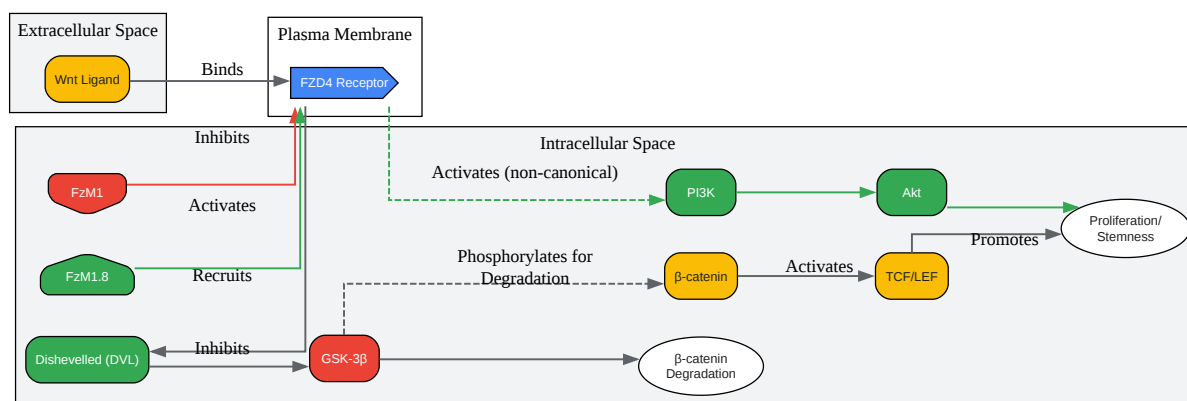 Extracellular Space
Wnt Ligand
Binds
Plasma Membrane
FZD4 Receptor
Intracellular Space
Inhibits
FzM1
Activates
FzM1.8
Recruits
Dishevelled (DVL)
Inhibits
GSK-3β
Activates (non-canonical)
PI3K
Akt
Proliferation/
Stemness
Promotes
Phosphorylates for
Degradation
β-catenin
Activates
TCF/LEF
β-catenin
Degradation